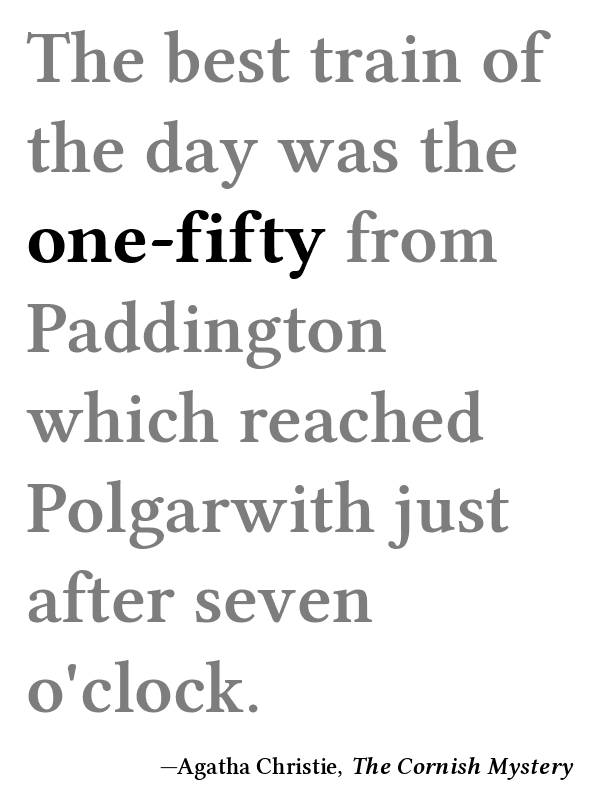 The best train of
the day was the
one-fifty from
Paddington
which reached
Polgarwith just
after seven
o'clock.
—Agatha Christie, The Cornish Mystery